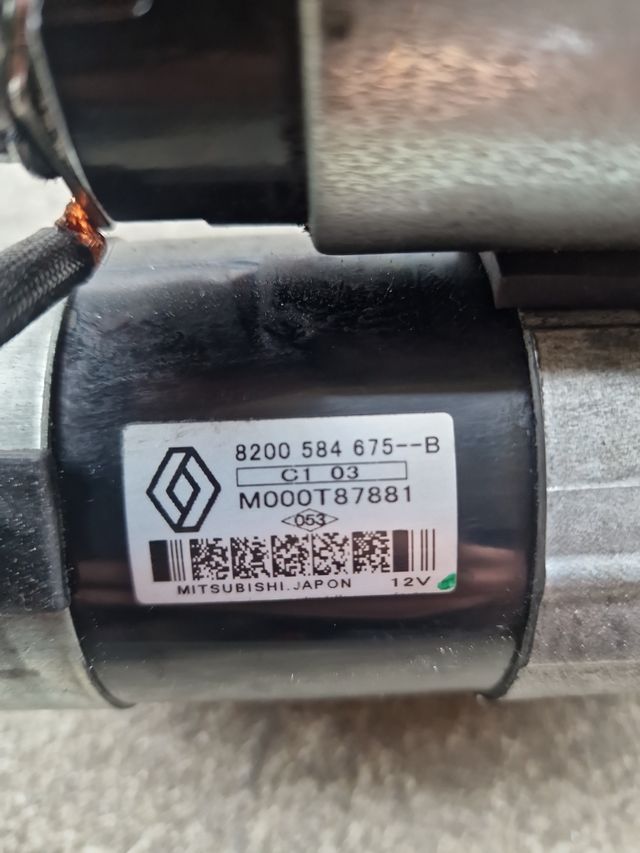 8200 584 675--B
C1 03
M000T87881
053
MITSUBISHI.JAPON 12V